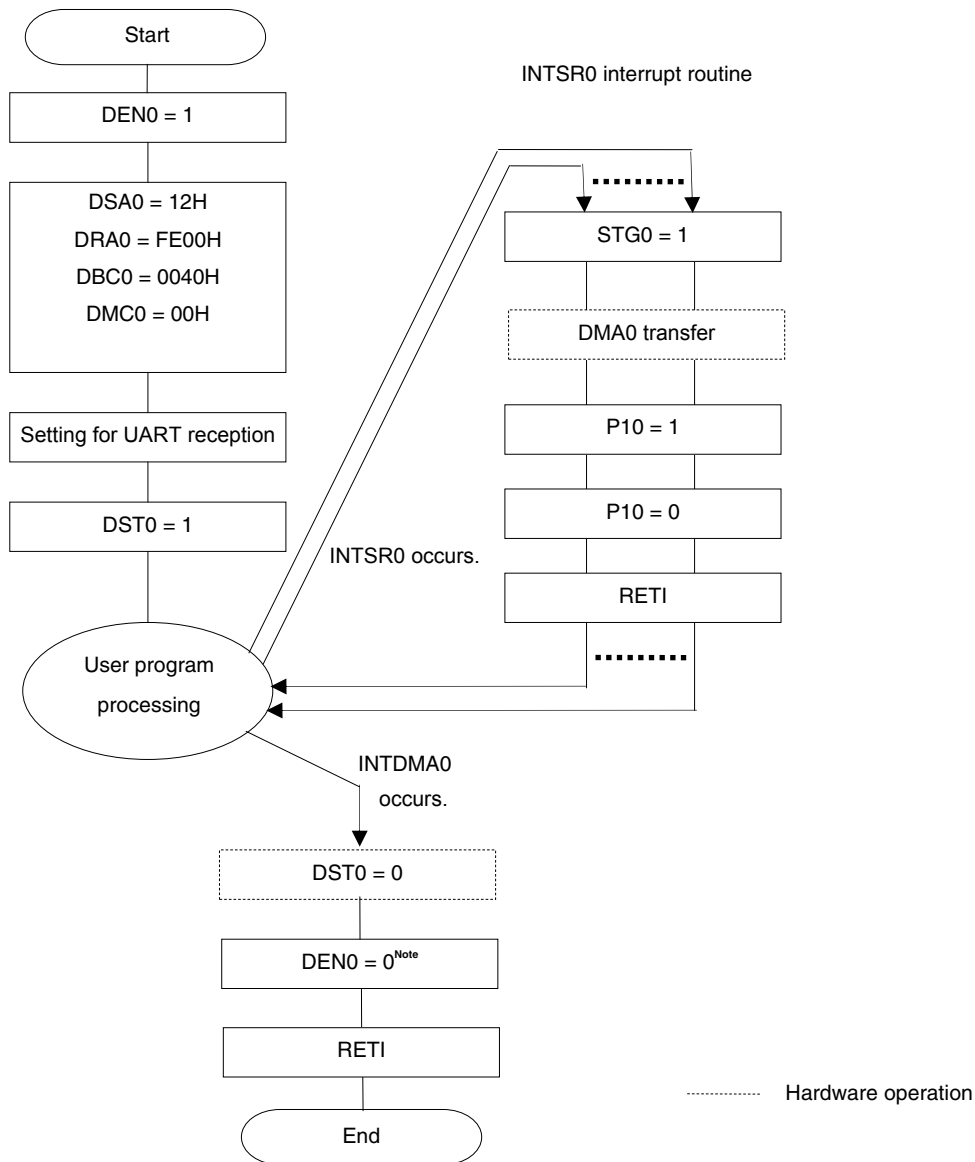 Start
DEN0 = 1
DSA0 = 12H
DRA0 = FE00H
DBC0 = 0040H
DMC0 = 00H
Setting for UART reception
DST0 = 1
User program
processing
INTSR0 occurs.
INTSR0 interrupt routine
STG0 = 1
DMA0 transfer
P10 = 1
P10 = 0
RETI
INTDMA0
occurs.
DST0 = 0
DEN0 = 0Note
RETI
End
Hardware operation